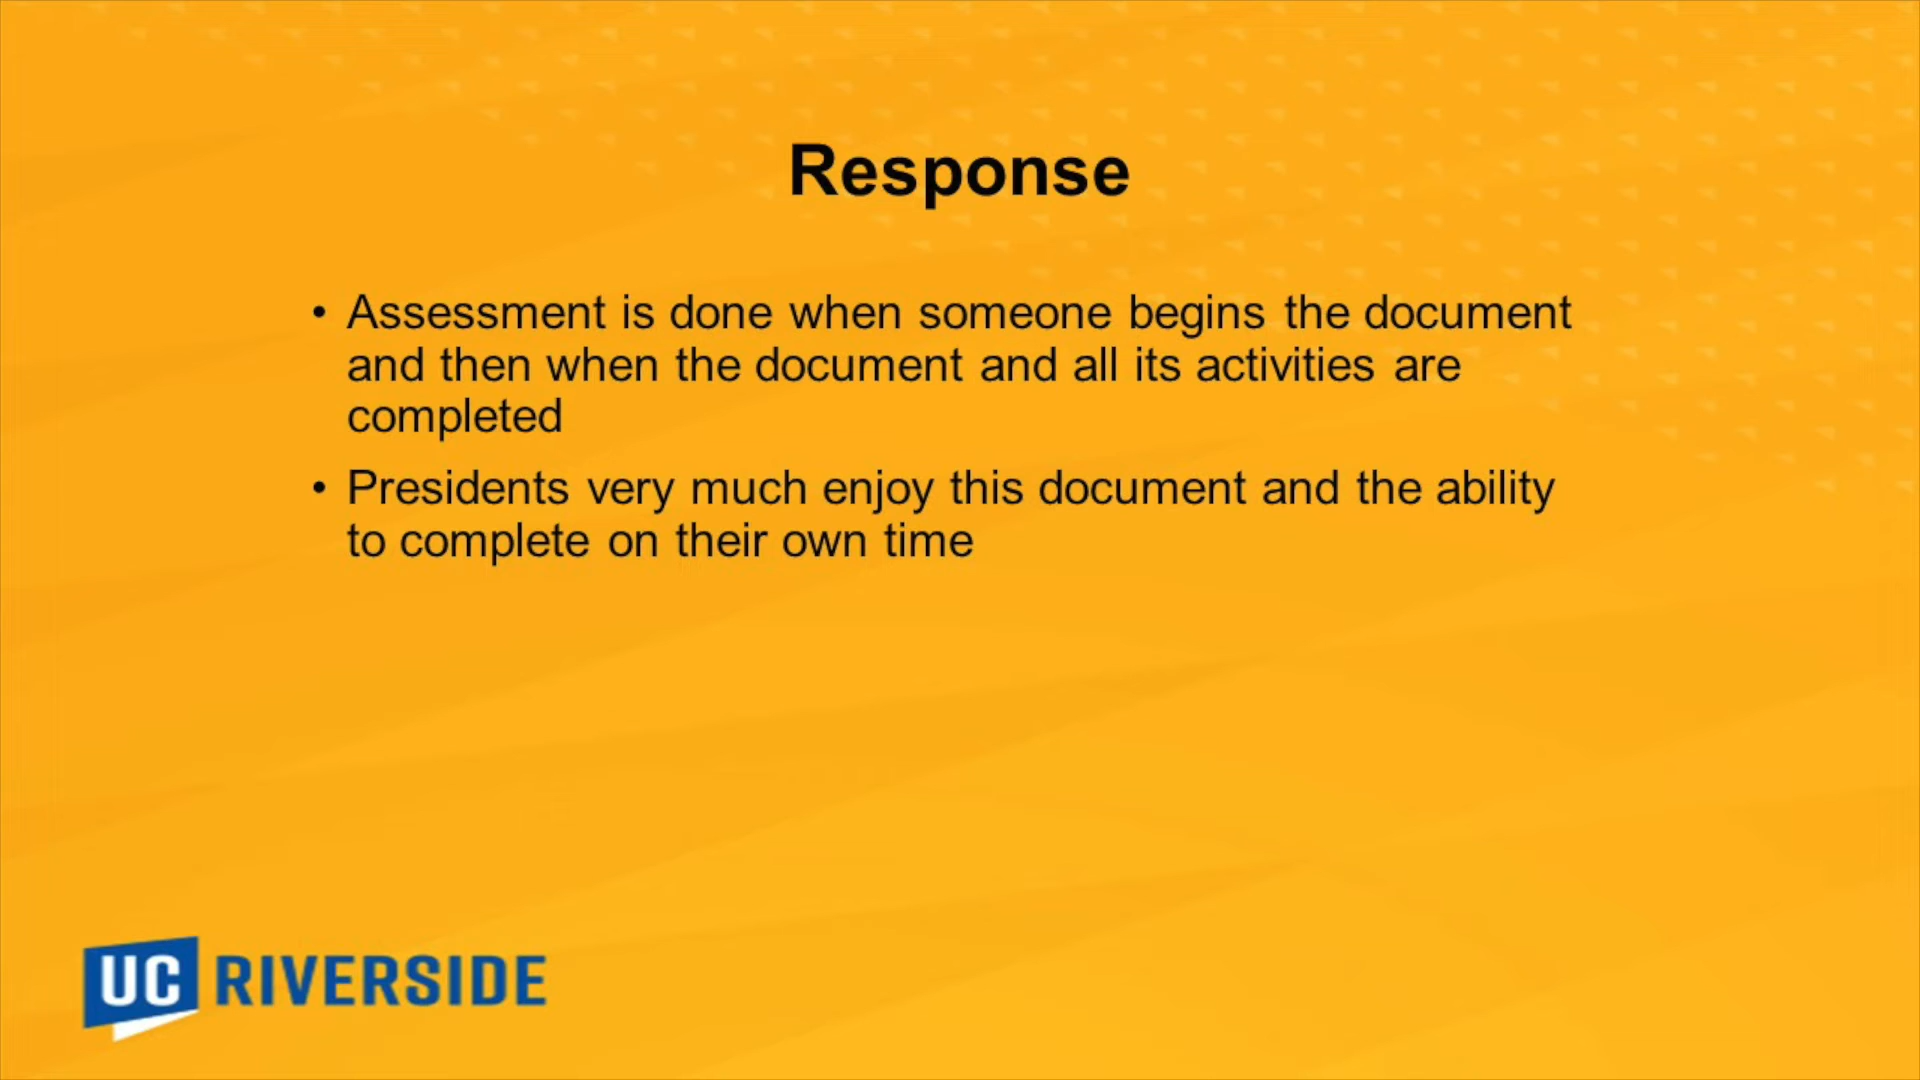 Response
• Assessment is done when someone begins the document
and then when the document and all its activities are
completed
• Presidents very much enjoy this document and the ability
to complete on their own time
UC RIVERSIDE